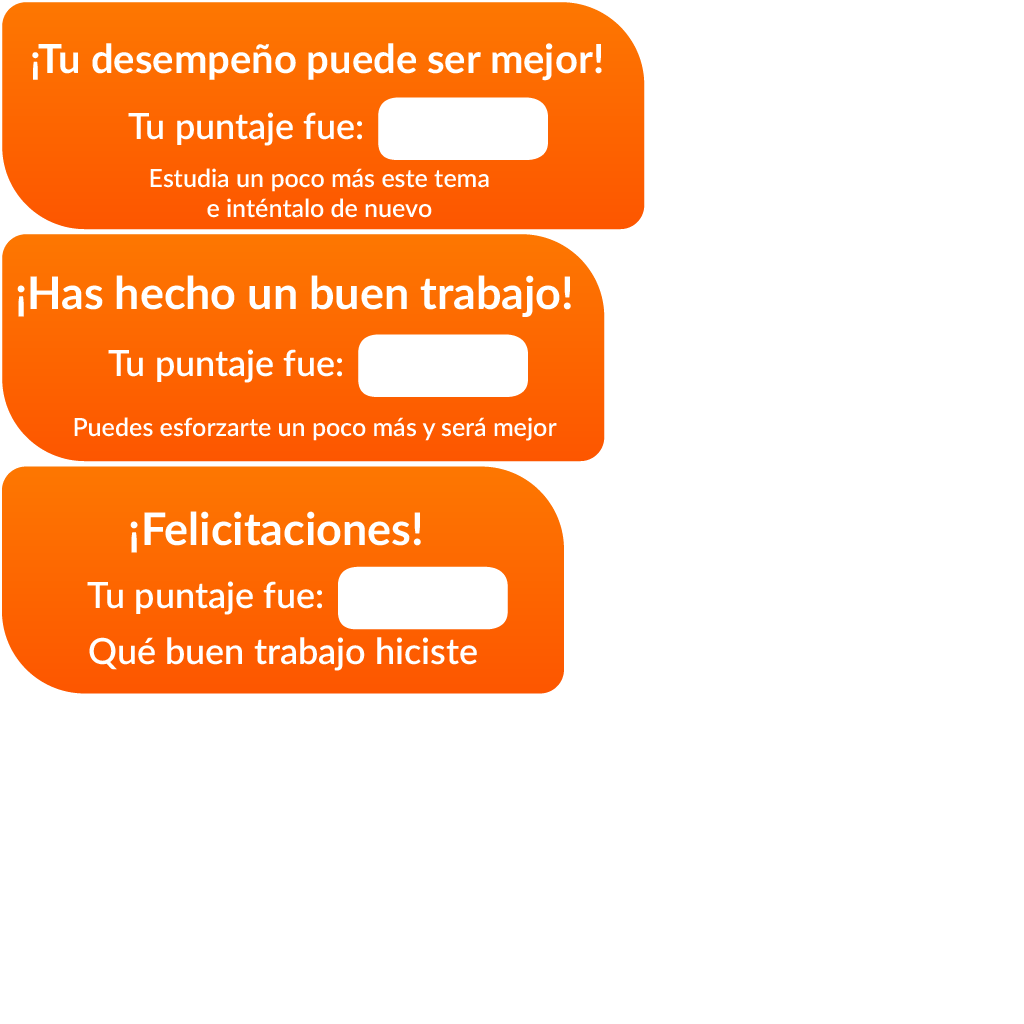 ¡Tu desempeño puede ser mejor!
Tu puntaje fue:
Estudia un poco más este tema
e inténtalo de nuevo
¡Has hecho un buen trabajo!
Tu puntaje fue:
Puedes esforzarte un poco más y será mejor
¡Felicitaciones!
Tu puntaje fue:
Qué buen trabajo hiciste